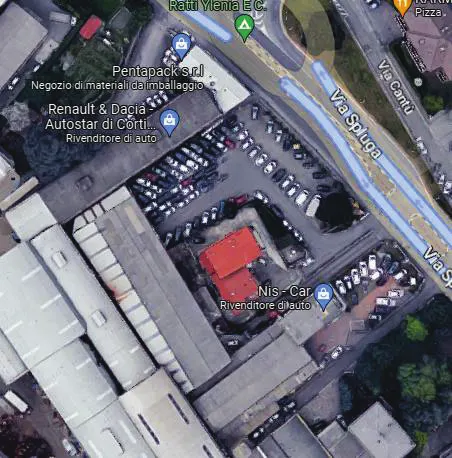 Ratti Ylenia E C.
Pizza
Pentapack s.r.l
Negozio di materiali da imballaggio
Via Cantù
Renault & Dacia -
Autostar di Corti...
Rivenditore di auto
Via Spluga
Via Sp
Nis - Car
Rivenditore di auto